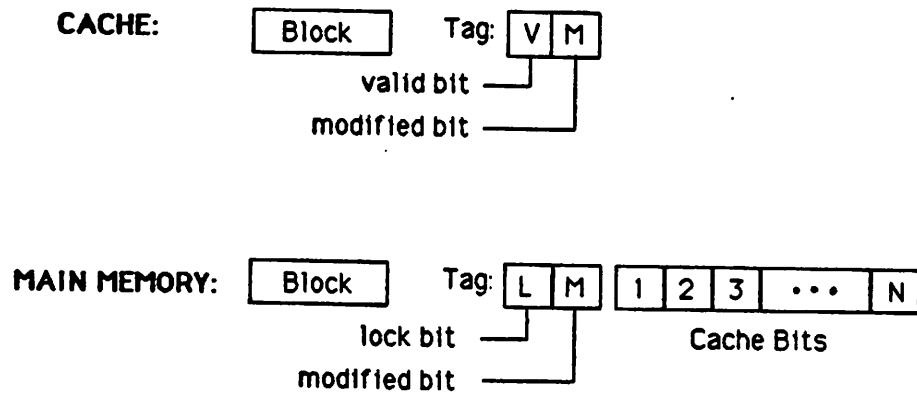 CACHE: Block Tag: V M
valid bit
modified bit
MAIN MEMORY: Block Tag: L M 1 2 3 ... N
lock bit Cache Bits
modified bit